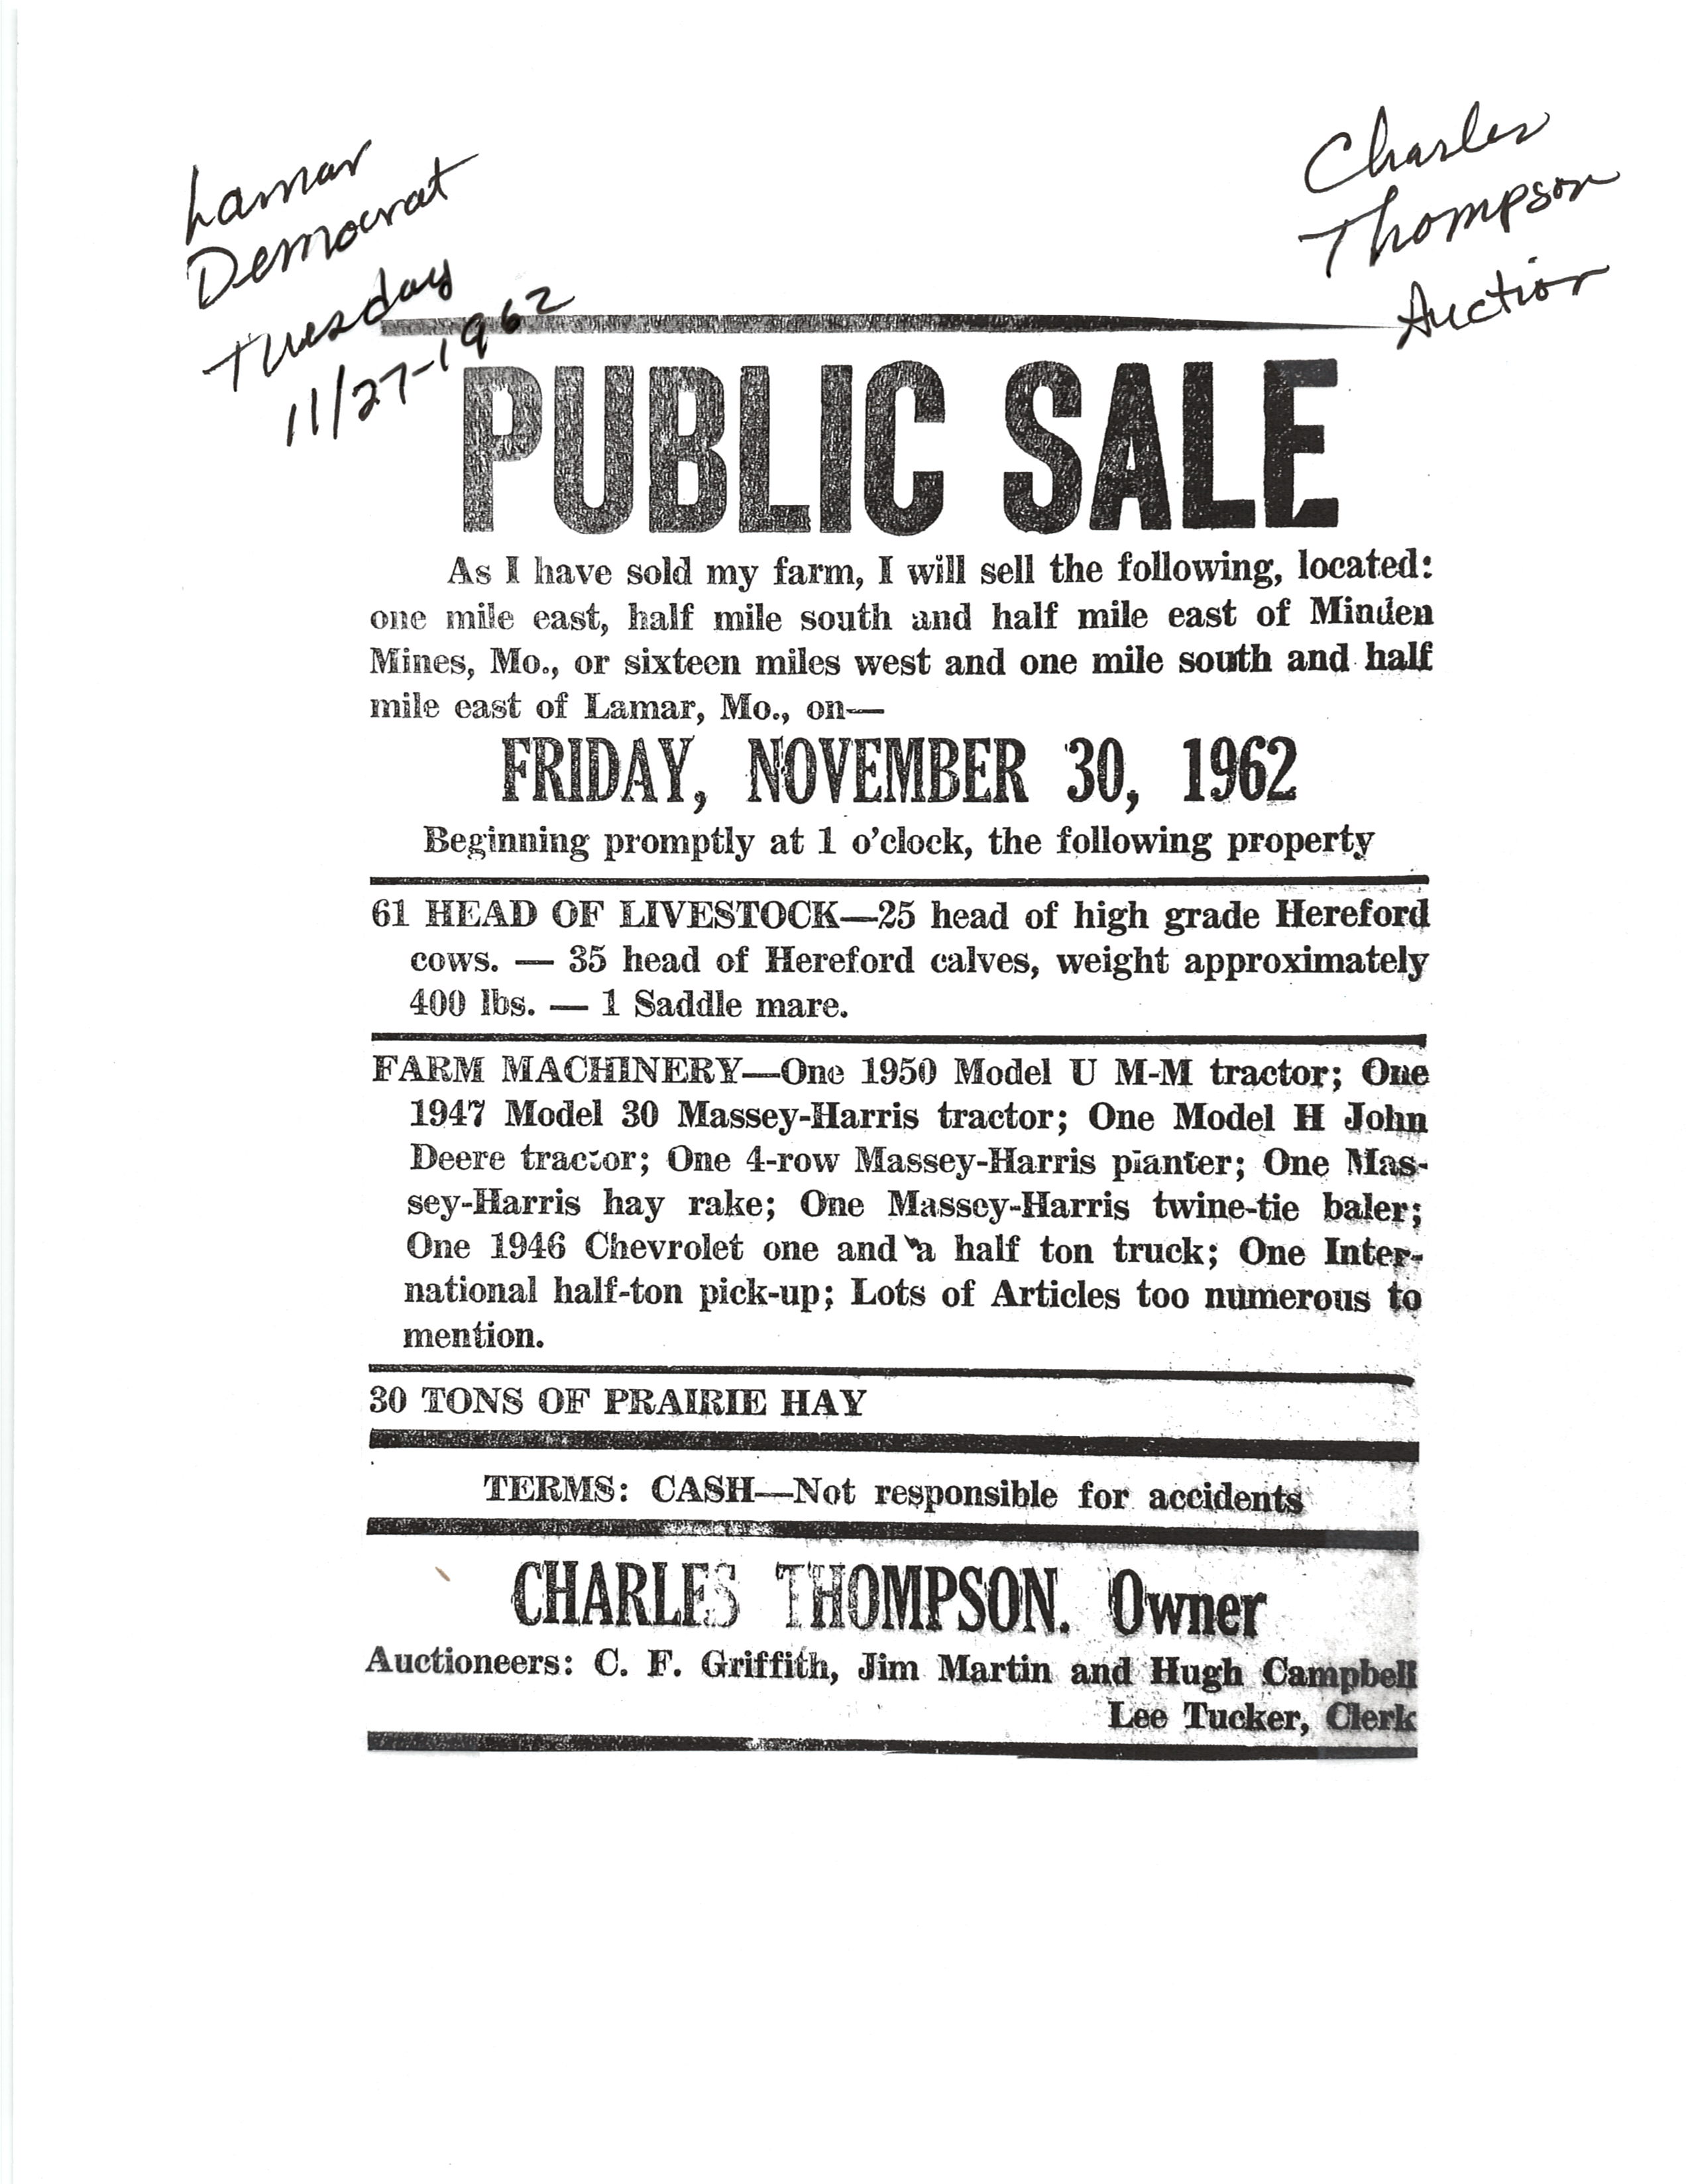 Lamar
Democrat
Tuesday
11/27-1962
Charles
Thompson
Auction
PUBLIC SALE
As I have sold my farm, I will sell the following, located:
one mile east, half mile south and half mile east of Minden
Mines, Mo., or sixteen miles west and one mile south and half
mile east of Lamar, Mo., on—
FRIDAY, NOVEMBER 30, 1962
Beginning promptly at 1 o'clock, the following property
61 HEAD OF LIVESTOCK—25 head of high grade Hereford
cows. — 35 head of Hereford calves, weight approximately
400 lbs. — 1 Saddle mare.
FARM MACHINERY—One 1950 Model U M-M tractor; One
1947 Model 30 Massey-Harris tractor; One Model H John
Deere tractor; One 4-row Massey-Harris planter; One Mas-
sey-Harris hay rake; One Massey-Harris twine-tie baler;
One 1946 Chevrolet one and a half ton truck; One Inter-
national half-ton pick-up; Lots of Articles too numerous to
mention.
30 TONS OF PRAIRIE HAY
TERMS: CASH—Not responsible for accidents
CHARLES THOMPSON. Owner
Auctioneers: C. F. Griffith, Jim Martin and Hugh Campbell
Lee Tucker, Clerk